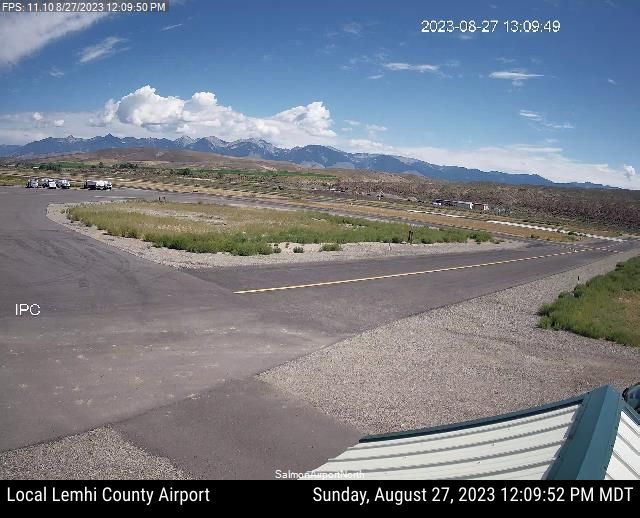 FPS: 11.10 8/27/2023 12:09:50 PM
2023-08-27 13:09:49
IPC
SalmonAirportNorth
Local Lemhi County Airport
Sunday, August 27, 2023 12:09:52 PM MDT